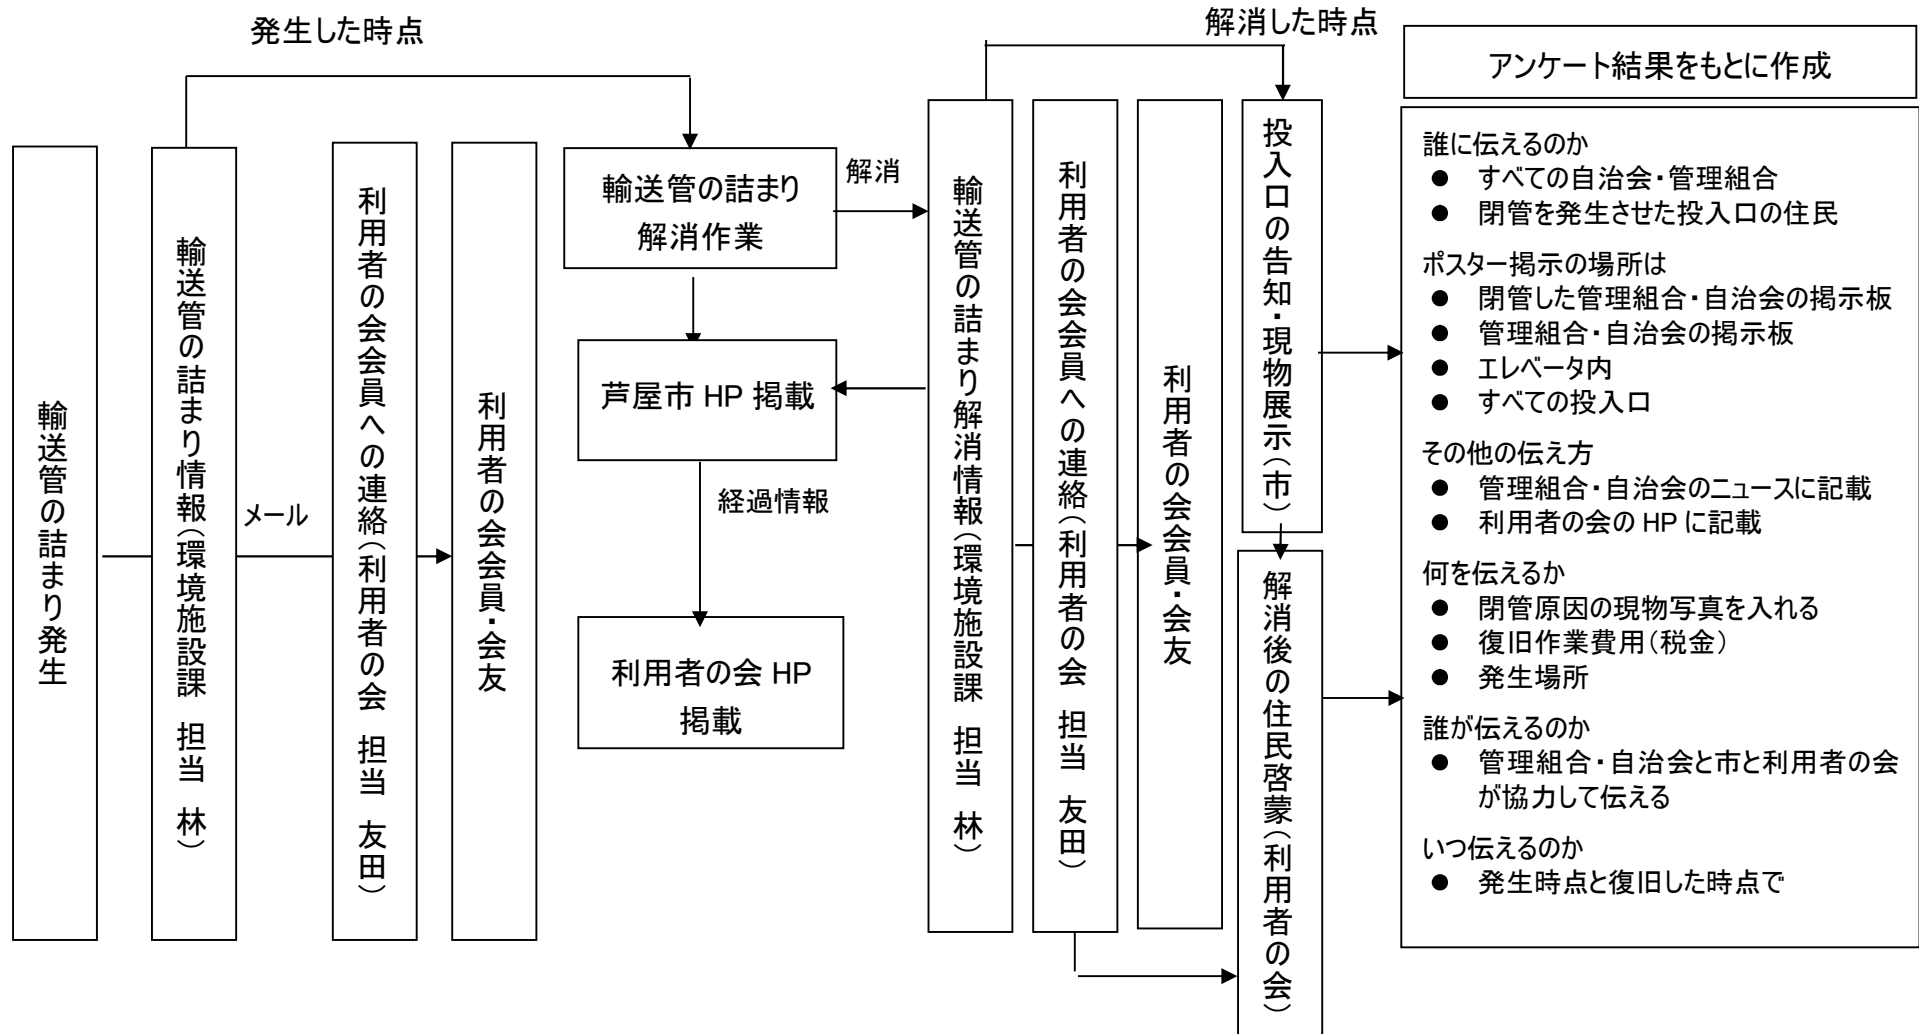 発生した時点
解消した時点
輸送管の詰まり発生
輸送管の詰まり情報（環境施設課 担当 林）
メール
利用者の会会員への連絡（利用者の会 担当 友田）
利用者の会会員・会友
輸送管の詰まり
解消作業
解消
芦屋市 HP 掲載
経過情報
利用者の会 HP
掲載
輸送管の詰まり解消情報（環境施設課 担当 林）
利用者の会会員への連絡（利用者の会 担当 友田）
利用者の会会員・会友
投入口の告知・現物展示（市）
解消後の住民啓蒙（利用者の会）
アンケート結果をもとに作成
誰に伝えるのか
● すべての自治会・管理組合
● 閉管を発生させた投入口の住民
ポスター掲示の場所は
● 閉管した管理組合・自治会の掲示板
● 管理組合・自治会の掲示板
● エレベータ内
● すべての投入口
その他の伝え方
● 管理組合・自治会のニュースに記載
● 利用者の会の HP に記載
何を伝えるか
● 閉管原因の現物写真を入れる
● 復旧作業費用（税金）
● 発生場所
誰が伝えるのか
● 管理組合・自治会と市と利用者の会
が協力して伝える
いつ伝えるのか
● 発生時点と復旧した時点で